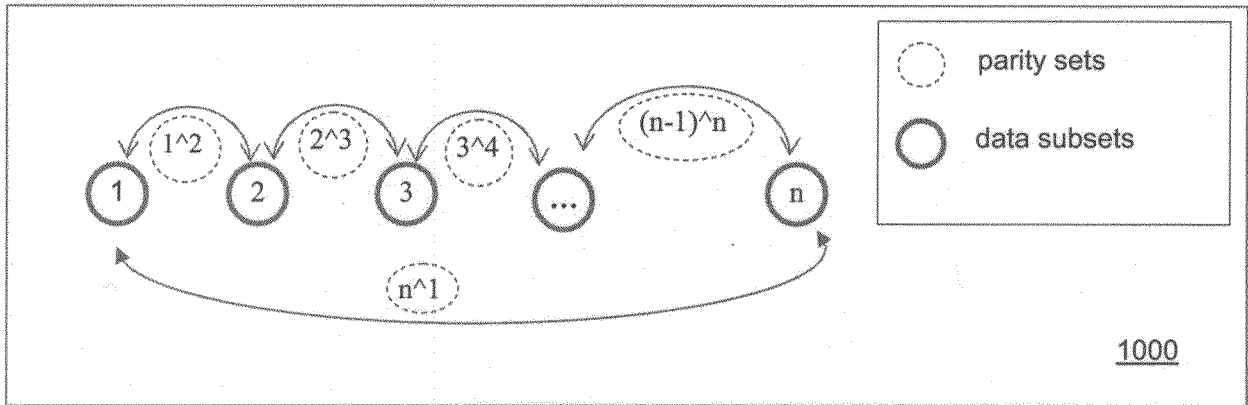 1^2 2^3 3^4 (n-1)^n
1 2 3 ... n
n^1
parity sets
data subsets
1000